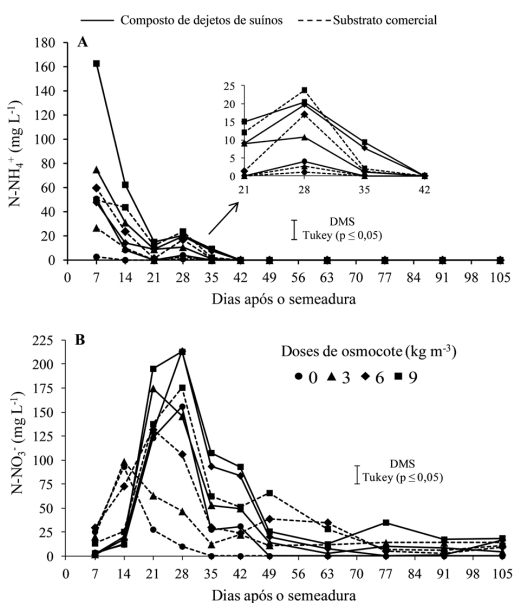 Composto de dejetos de suínos Substrato comercial
A
N-NH₄⁺ (mg L⁻¹)
180
160
140
120
100
80
60
40
20
0
25
20
15
10
5
0
21 28 35 42
DMS
Tukey (p ≤ 0,05)
0 7 14 21 28 35 42 49 56 63 70 77 84 91 98 105
Dias após o semeadura
B
N-NO₃⁻ (mg L⁻¹)
225
200
175
150
125
100
75
50
25
0
Doses de osmocote (kg m⁻³)
0 3 6 9
DMS
Tukey (p ≤ 0,05)
0 7 14 21 28 35 42 49 56 63 70 77 84 91 98 105
Dias após o semeadura